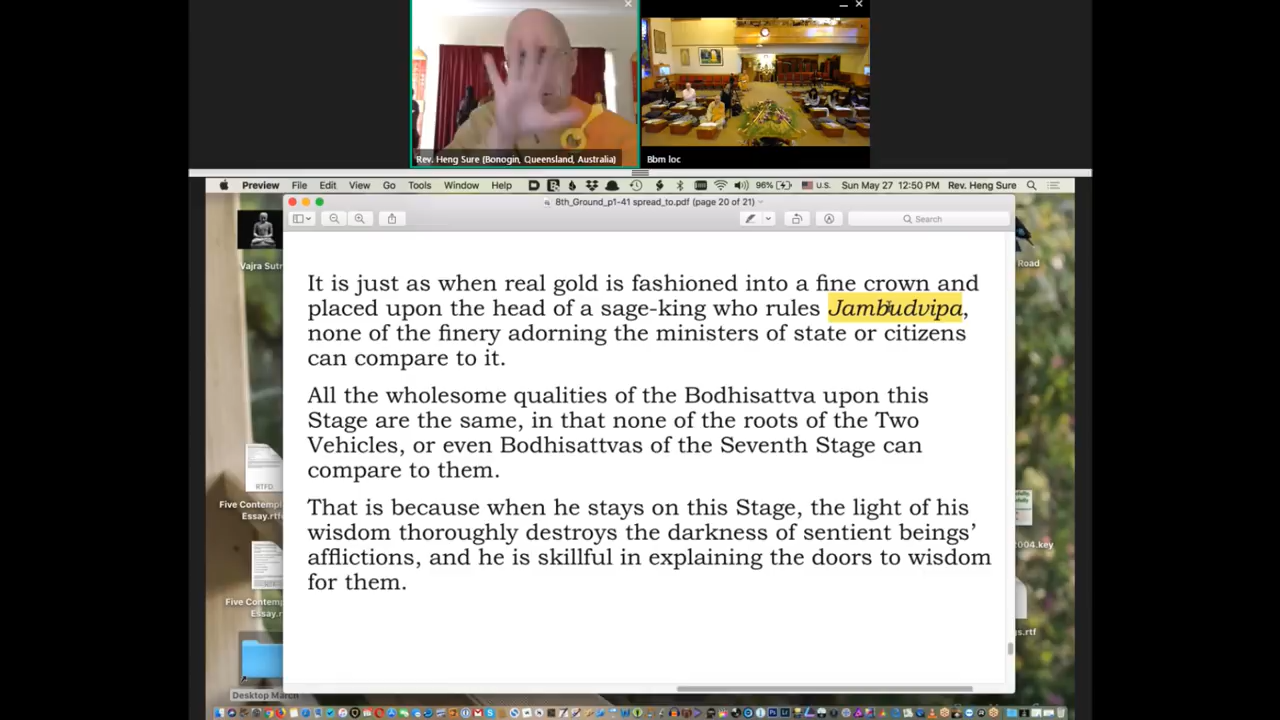 Rev. Heng Sure (Bonogin, Queensland, Australia)
Bbm loc
Preview File Edit View Go Tools Window Help 96% U.S. Sun May 27 12:50 PM Rev. Heng Sure
8th_Ground_p1-41 spread_to.pdf (page 20 of 21)
Search
Vajra Sut
Road
It is just as when real gold is fashioned into a fine crown and
placed upon the head of a sage-king who rules Jambudvipa,
none of the finery adorning the ministers of state or citizens
can compare to it.
All the wholesome qualities of the Bodhisattva upon this
Stage are the same, in that none of the roots of the Two
Vehicles, or even Bodhisattvas of the Seventh Stage can
compare to them.
That is because when he stays on this Stage, the light of his
wisdom thoroughly destroys the darkness of sentient beings’
afflictions, and he is skillful in explaining the doors to wisdom
for them.
RTFD
Five Contemp
Essay.rtf
2004.key
Five Contemp
Essay.r
s.rtf
Desktop March